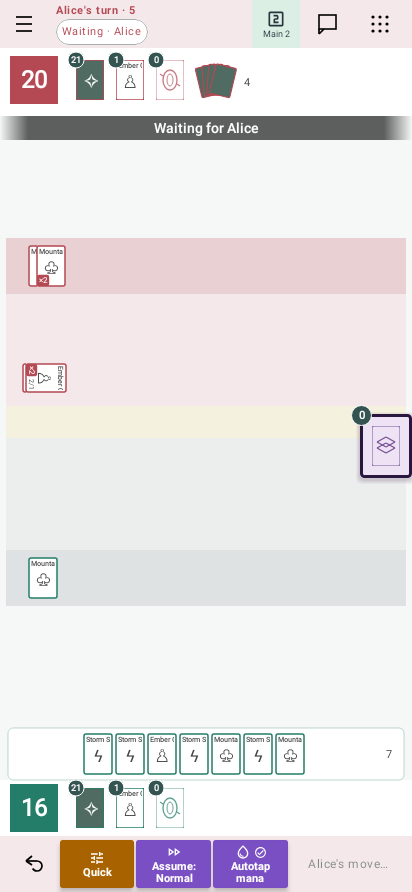 Alice's turn · 5
Waiting · Alice
2
Main 2
20
21
1
0
4
Waiting for Alice
Mounta
x2
x2
2/1
Ember
0
Mounta
Storm S
Storm S
Ember
Storm S
Mounta
Storm S
Mounta
7
16
21
1
0
Quick
Assume:
Normal
Autotap
mana
Alice's move…